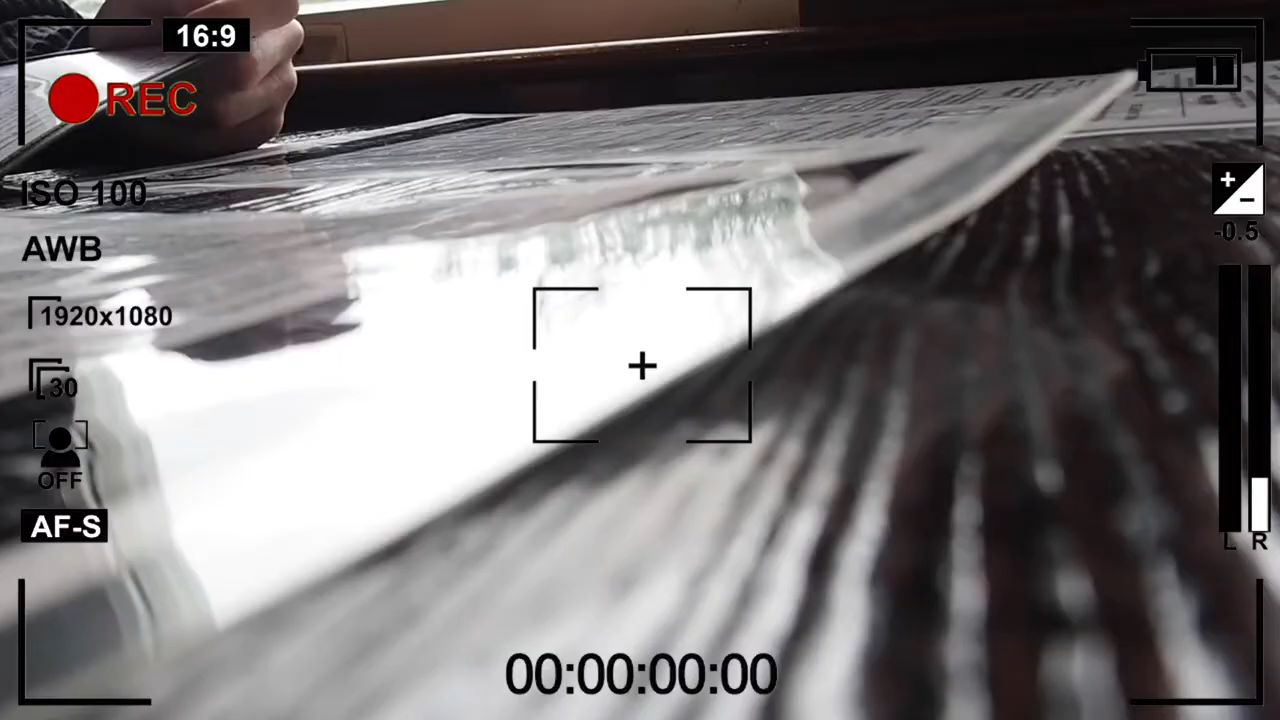 16:9
REC
ISO 100
AWB
1920x1080
30
OFF
AF-S
-0.5
L R
00:00:00:00